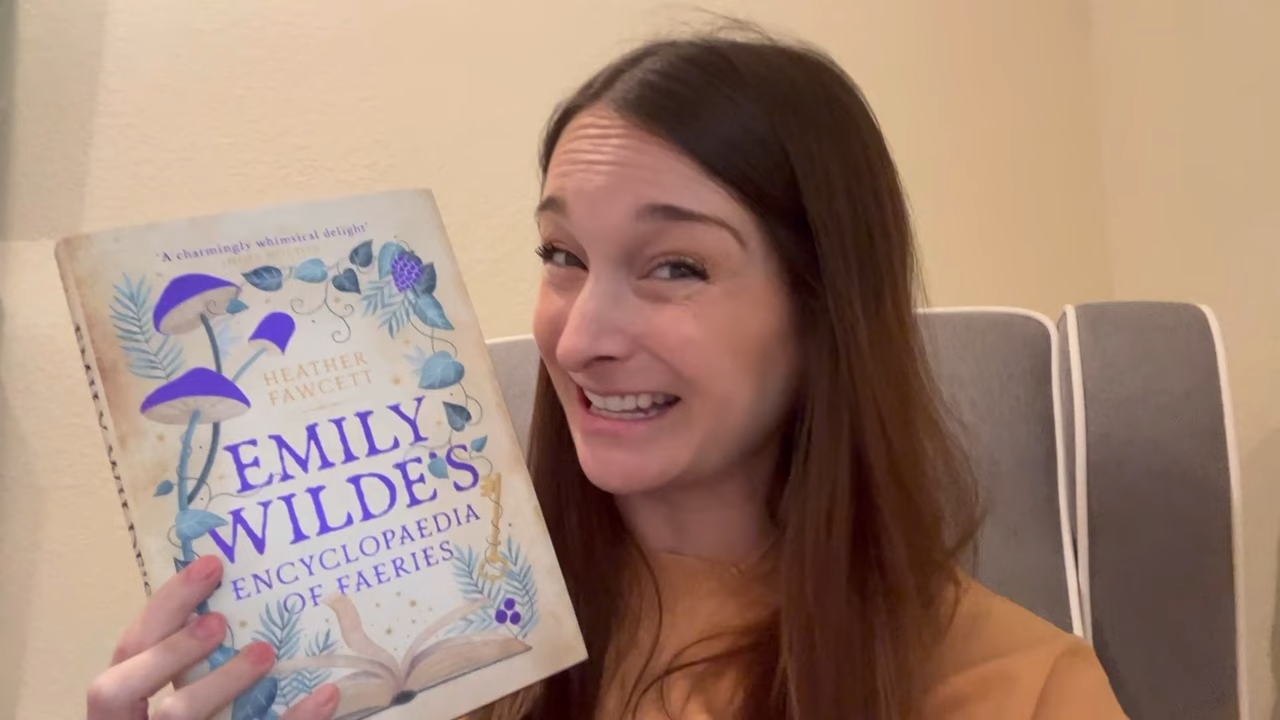 'A charmingly whimsical delight'
HEATHER
FAWCETT
EMILY
WILDE'S
ENCYCLOPAEDIA
OF FAERIES